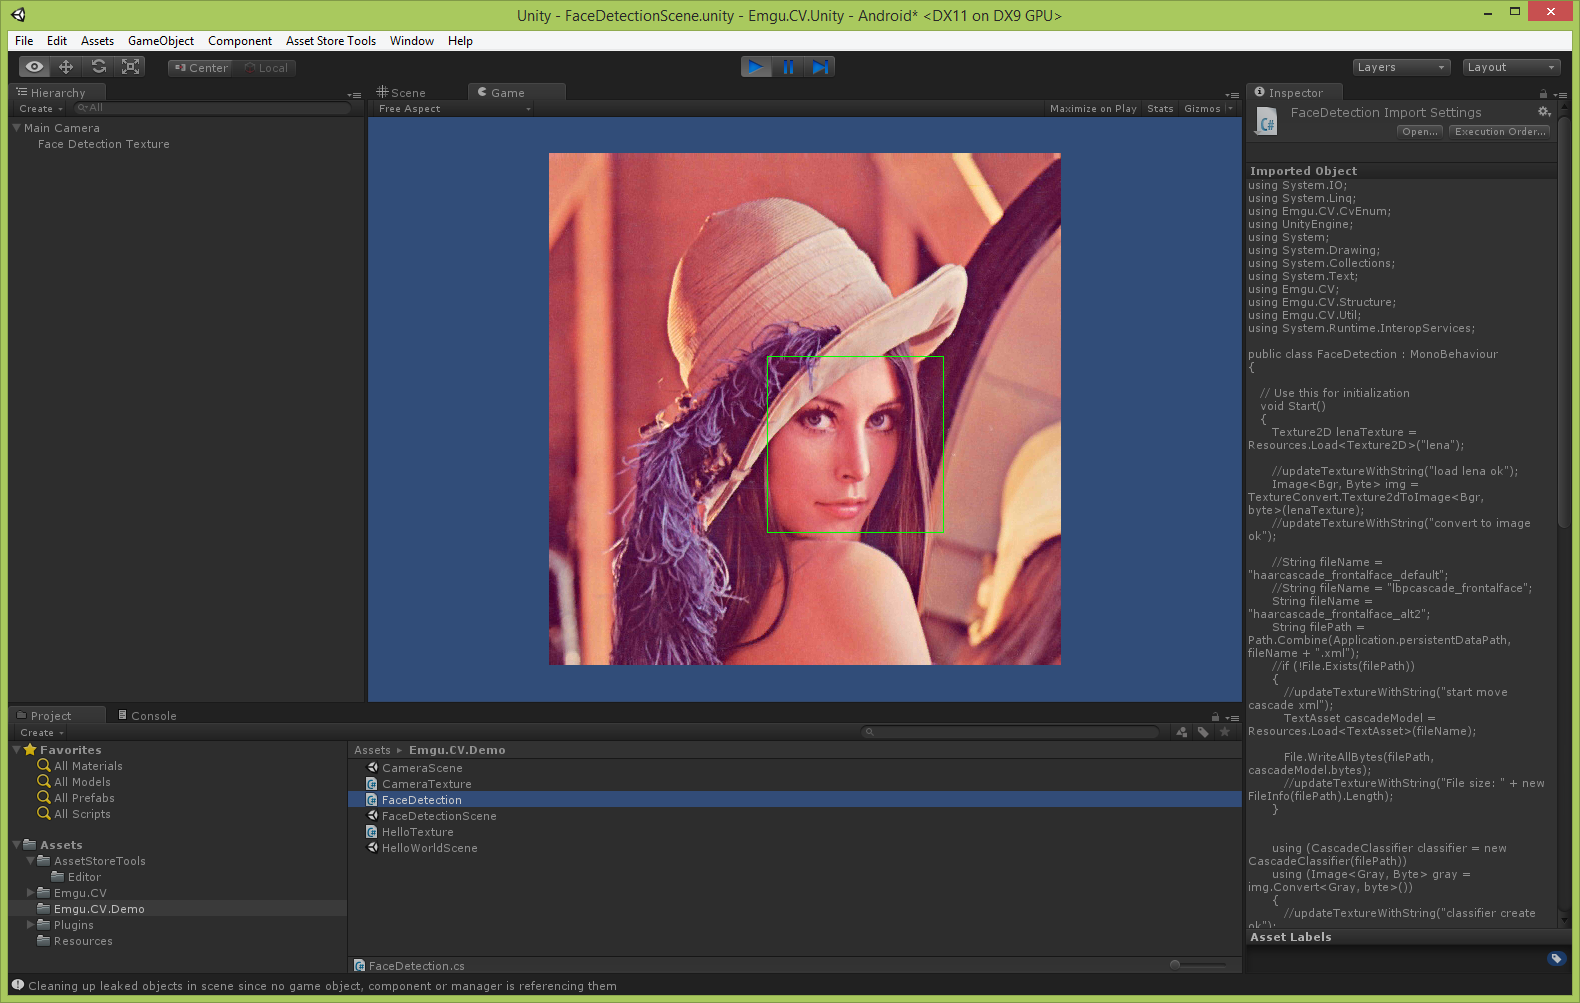 Unity - FaceDetectionScene.unity - Emgu.CV.Unity - Android* <DX11 on DX9 GPU>
File Edit Assets GameObject Component Asset Store Tools Window Help
Center Local
Layers Layout
Hierarchy
Create All
Main Camera
Face Detection Texture
Scene Game
Free Aspect Maximize on Play Stats Gizmos
Inspector
FaceDetection Import Settings
Open... Execution Order...
Imported Object
using System.IO;
using System.Linq;
using Emgu.CV.CvEnum;
using UnityEngine;
using System;
using System.Drawing;
using System.Collections;
using System.Text;
using Emgu.CV;
using Emgu.CV.Structure;
using Emgu.CV.Util;
using System.Runtime.InteropServices;
public class FaceDetection : MonoBehaviour
{
// Use this for initialization
void Start()
{
Texture2D lenaTexture =
Resources.Load<Texture2D>("lena");
//updateTextureWithString("load lena ok");
Image<Bgr, Byte> img =
TextureConvert.Texture2dToImage<Bgr,
byte>(lenaTexture);
//updateTextureWithString("convert to image
ok");
//String fileName =
"haarcascade_frontalface_default";
//String fileName = "lbpcascade_frontalface";
String fileName =
"haarcascade_frontalface_alt2";
String filePath =
Path.Combine(Application.persistentDataPath,
fileName + ".xml");
//if (!File.Exists(filePath))
{
//updateTextureWithString("start move
cascade xml");
TextAsset cascadeModel =
Resources.Load<TextAsset>(fileName);
File.WriteAllBytes(filePath,
cascadeModel.bytes);
//updateTextureWithString("File size: " + new
FileInfo(filePath).Length);
}
using (CascadeClassifier classifier = new
CascadeClassifier(filePath))
using (Image<Gray, Byte> gray =
img.Convert<Gray, byte>())
{
//updateTextureWithString("classifier create
ok");
Asset Labels
Project Console
Create
Favorites
All Materials
All Models
All Prefabs
All Scripts
Assets
AssetStoreTools
Editor
Emgu.CV
Emgu.CV.Demo
Plugins
Resources
Assets Emgu.CV.Demo
CameraScene
CameraTexture
FaceDetection
FaceDetectionScene
HelloTexture
HelloWorldScene
FaceDetection.cs
Cleaning up leaked objects in scene since no game object, component or manager is referencing them